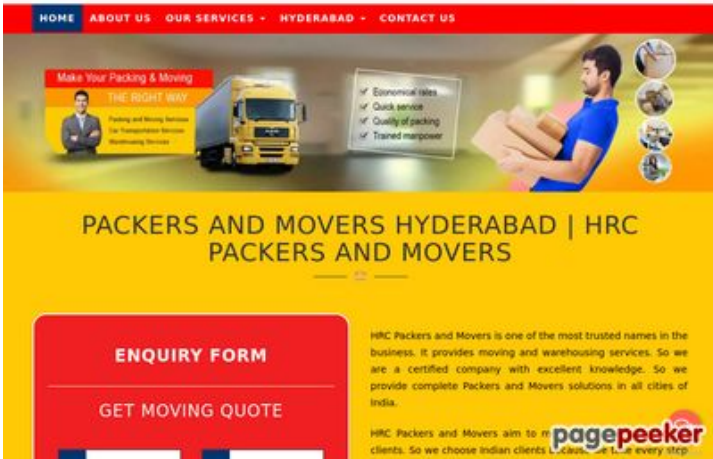 HOME ABOUT US OUR SERVICES HYDERABAD CONTACT US
Make Your Packing & Moving
THE RIGHT WAY
Packing and Moving Services
Car Transportation Services
Warehousing Services
Economical rates
Quick service
Quality of packing
Trained manpower
PACKERS AND MOVERS HYDERABAD | HRC
PACKERS AND MOVERS
ENQUIRY FORM
GET MOVING QUOTE
HRC Packers and Movers is one of the most trusted names in the
business. It provides moving and warehousing services. So we
are a certified company with excellent knowledge. So we
provide complete Packers and Movers solutions in all cities of
India.
HRC Packers and Movers aim to
clients. So we choose Indian clients every step
pagepeeker